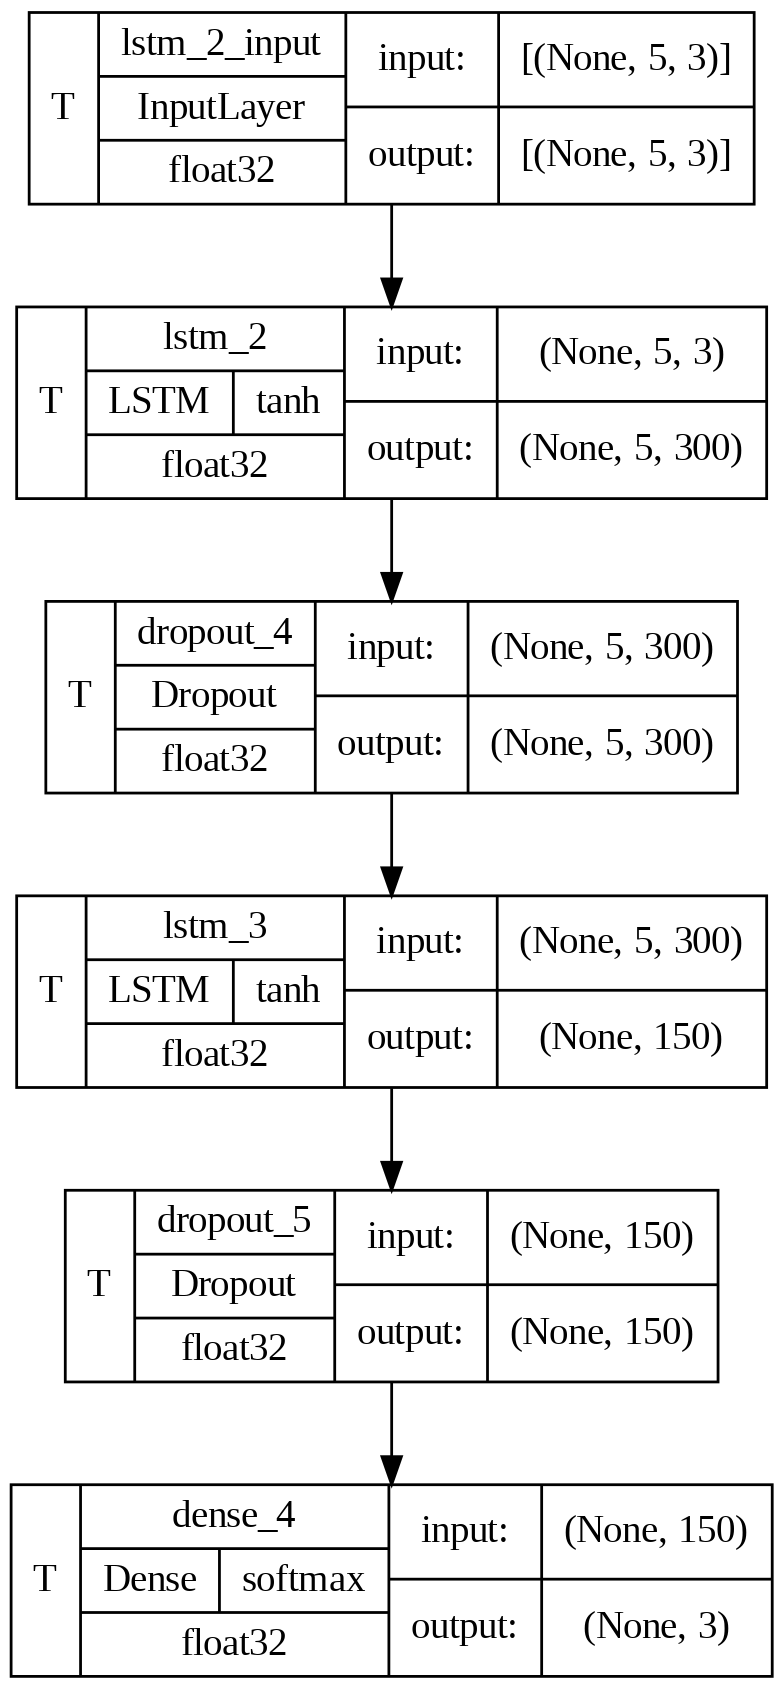 T
lstm_2_input
InputLayer
float32
input:
[(None, 5, 3)]
output:
[(None, 5, 3)]
T
lstm_2
LSTM
tanh
float32
input:
(None, 5, 3)
output:
(None, 5, 300)
T
dropout_4
Dropout
float32
input:
(None, 5, 300)
output:
(None, 5, 300)
T
lstm_3
LSTM
tanh
float32
input:
(None, 5, 300)
output:
(None, 150)
T
dropout_5
Dropout
float32
input:
(None, 150)
output:
(None, 150)
T
dense_4
Dense
softmax
float32
input:
(None, 150)
output:
(None, 3)